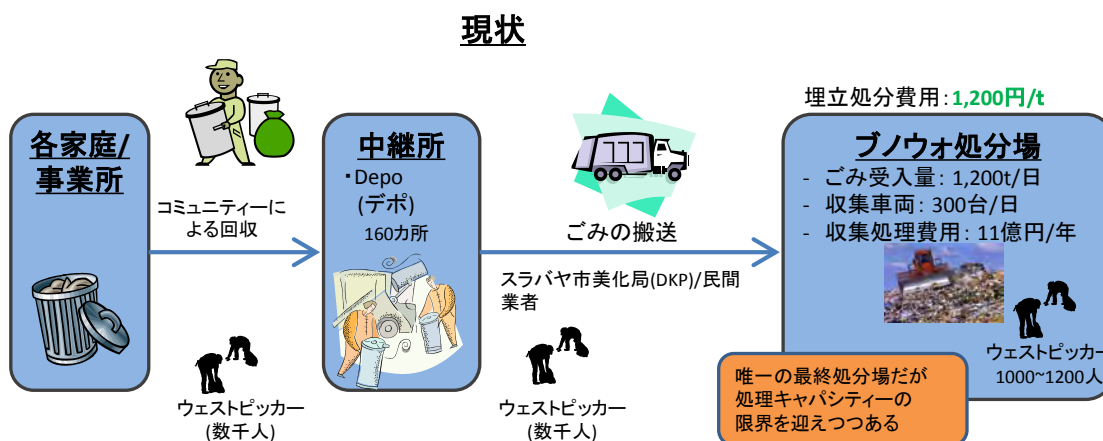 現状
埋立処分費用：1,200円/t
各家庭/
事業所
コミュニティーに
よる回収
ウェストピッカー
(数千人)
中継所
・Depo
(デポ)
160カ所
ごみの搬送
スラバヤ市美化局(DKP)/民間
業者
ウェストピッカー
(数千人)
ブノウォ処分場
- ごみ受入量： 1,200t/日
- 収集車両： 300台/日
- 収集処理費用： 11億円/年
ウェストピッカー
1000~1200人
唯一の最終処分場だが
処理キャパシティーの
限界を迎えつつある